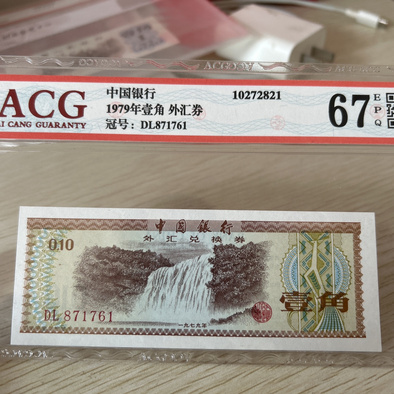 ACG
AI CANG GUARANTY
中国银行
1979年壹角 外汇券
冠号: DL871761
10272821
67
EPQ
中国银行
外汇兑换券
0.10
壹角
DL 871761
一九七九年